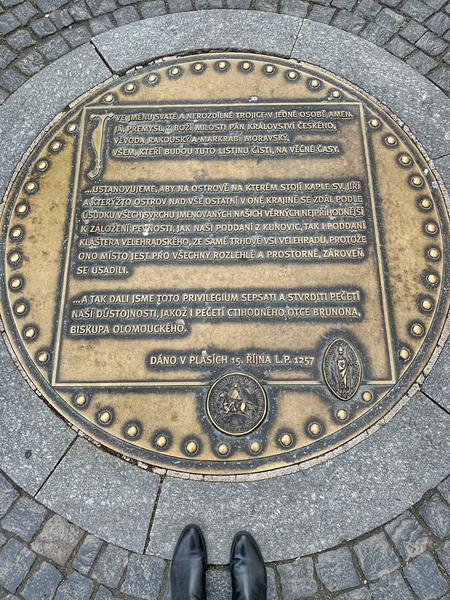 VE JMÉNU SVATÉ A NEROZDÍLNÉ TROJICE V JEDNÉ OSOBĚ AMEN.
JÁ, PŘEMYSL, Z BOŽÍ MILOSTI PÁN KRÁLOVSTVÍ ČESKÉHO,
VÉVODA RAKOUSKÝ A MARKRABÍ MORAVSKÝ,
VŠEM, KTEŘÍ BUDOU TUTO LISTINU ČÍSTI, NA VĚČNÉ ČASY.
...USTANOVUJEME, ABY NA OSTROVĚ NA KTERÉM STOJÍ KAPLE SV. JIŘÍ
A KTERÝŽTO OSTROV NAD VŠE OSTATNÍ V ONÉ KRAJINĚ SE ZDÁL PODLE
ÚSUDKU VŠECH SVRCHU JMENOVANÝCH NAŠICH VĚRNÝCH NEJPŘÍHODNĚJŠÍ
K ZALOŽENÍ PEVNOSTI, JAK NAŠI PODDANÍ Z KUNOVIC, TAK I PODDANÍ
KLÁŠTERA VELEHRADSKÉHO, ZE SAMÉ TRHOVÉ VSI VELEHRADU, PROTOŽE
ONO MÍSTO JEST PŘO VŠECHNY ROZLEHLÉ A PROSTORNÉ, ZÁROVEŇ
SE USADILI.
...A TAK DALI JSME TOTO PRIVILEGIUM SEPSATI A STVRDITI PEČETÍ
NAŠÍ DŮSTOJNOSTI, JAKOŽ I PEČETÍ CTIHODNÉHO OTCE BRUNONA,
BISKUPA OLOMOUCKÉHO.
DÁNO V PLASÍCH 15. ŘÍJNA L.P. 1257